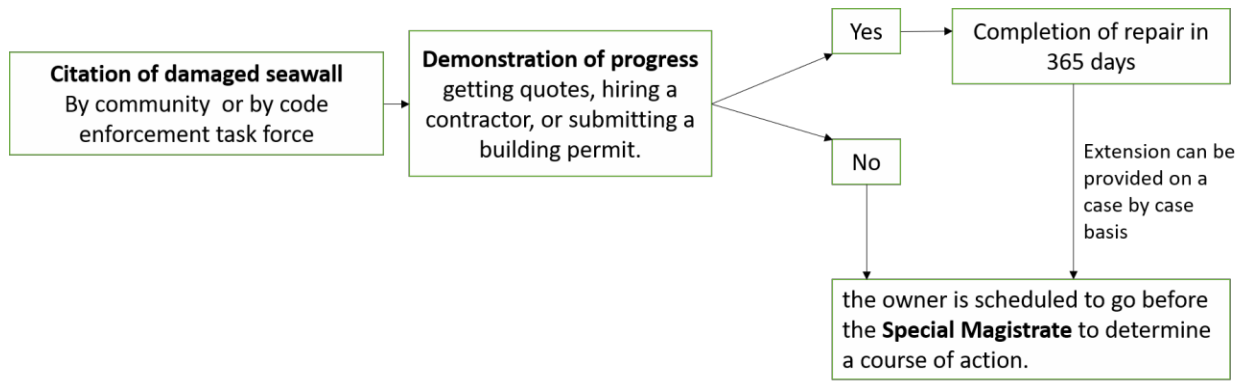 Citation of damaged seawall
By community or by code
enforcement task force
Demonstration of progress
getting quotes, hiring a
contractor, or submitting a
building permit.
Yes
No
Completion of repair in
365 days
Extension can be
provided on a
case by case
basis
the owner is scheduled to go before
the Special Magistrate to determine
a course of action.